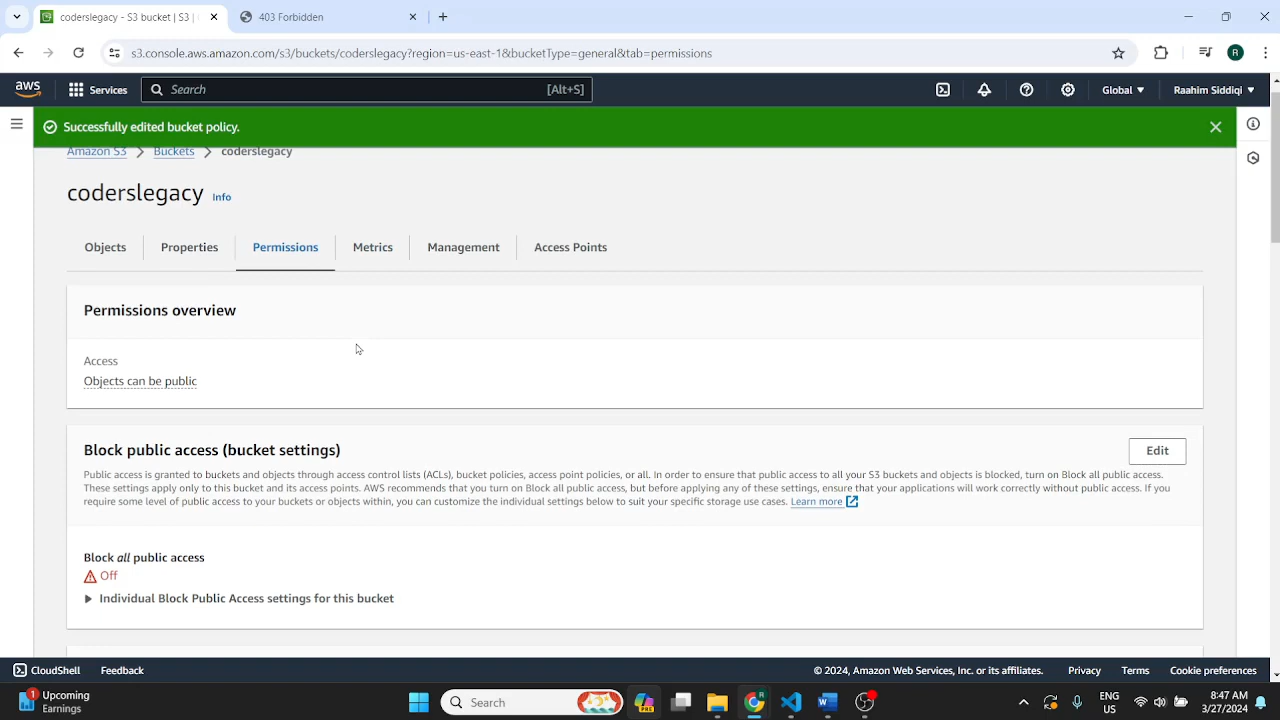 coderslegacy - S3 bucket | S3 |
403 Forbidden
s3.console.aws.amazon.com/s3/buckets/coderslegacy?region=us-east-1&bucketType=general&tab=permissions
R
aws
Services
Search
[Alt+S]
Global
Raahim Siddiqi
Successfully edited bucket policy.
Amazon S3
Buckets
coderslegacy
coderslegacy
Info
Objects
Properties
Permissions
Metrics
Management
Access Points
Permissions overview
Access
Objects can be public
Block public access (bucket settings)
Edit
Public access is granted to buckets and objects through access control lists (ACLs), bucket policies, access point policies, or all. In order to ensure that public access to all your S3 buckets and objects is blocked, turn on Block all public access.
These settings apply only to this bucket and its access points. AWS recommends that you turn on Block all public access, but before applying any of these settings, ensure that your applications will work correctly without public access. If you
require some level of public access to your buckets or objects within, you can customize the individual settings below to suit your specific storage use cases. Learn more
Block all public access
Off
Individual Block Public Access settings for this bucket
CloudShell
Feedback
© 2024, Amazon Web Services, Inc. or its affiliates.
Privacy
Terms
Cookie preferences
1
Upcoming
Earnings
Search
PRE
ENG
US
8:47 AM
3/27/2024